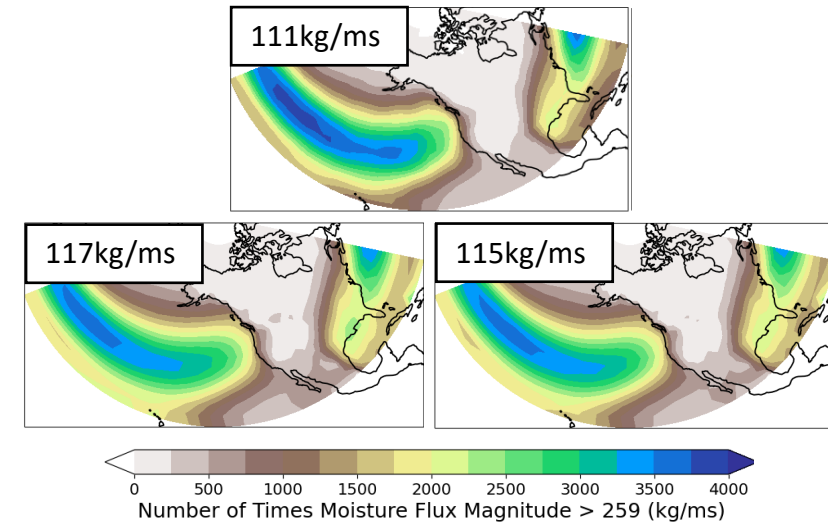 111kg/ms
117kg/ms
115kg/ms
0 500 1000 1500 2000 2500 3000 3500 4000
Number of Times Moisture Flux Magnitude > 259 (kg/ms)